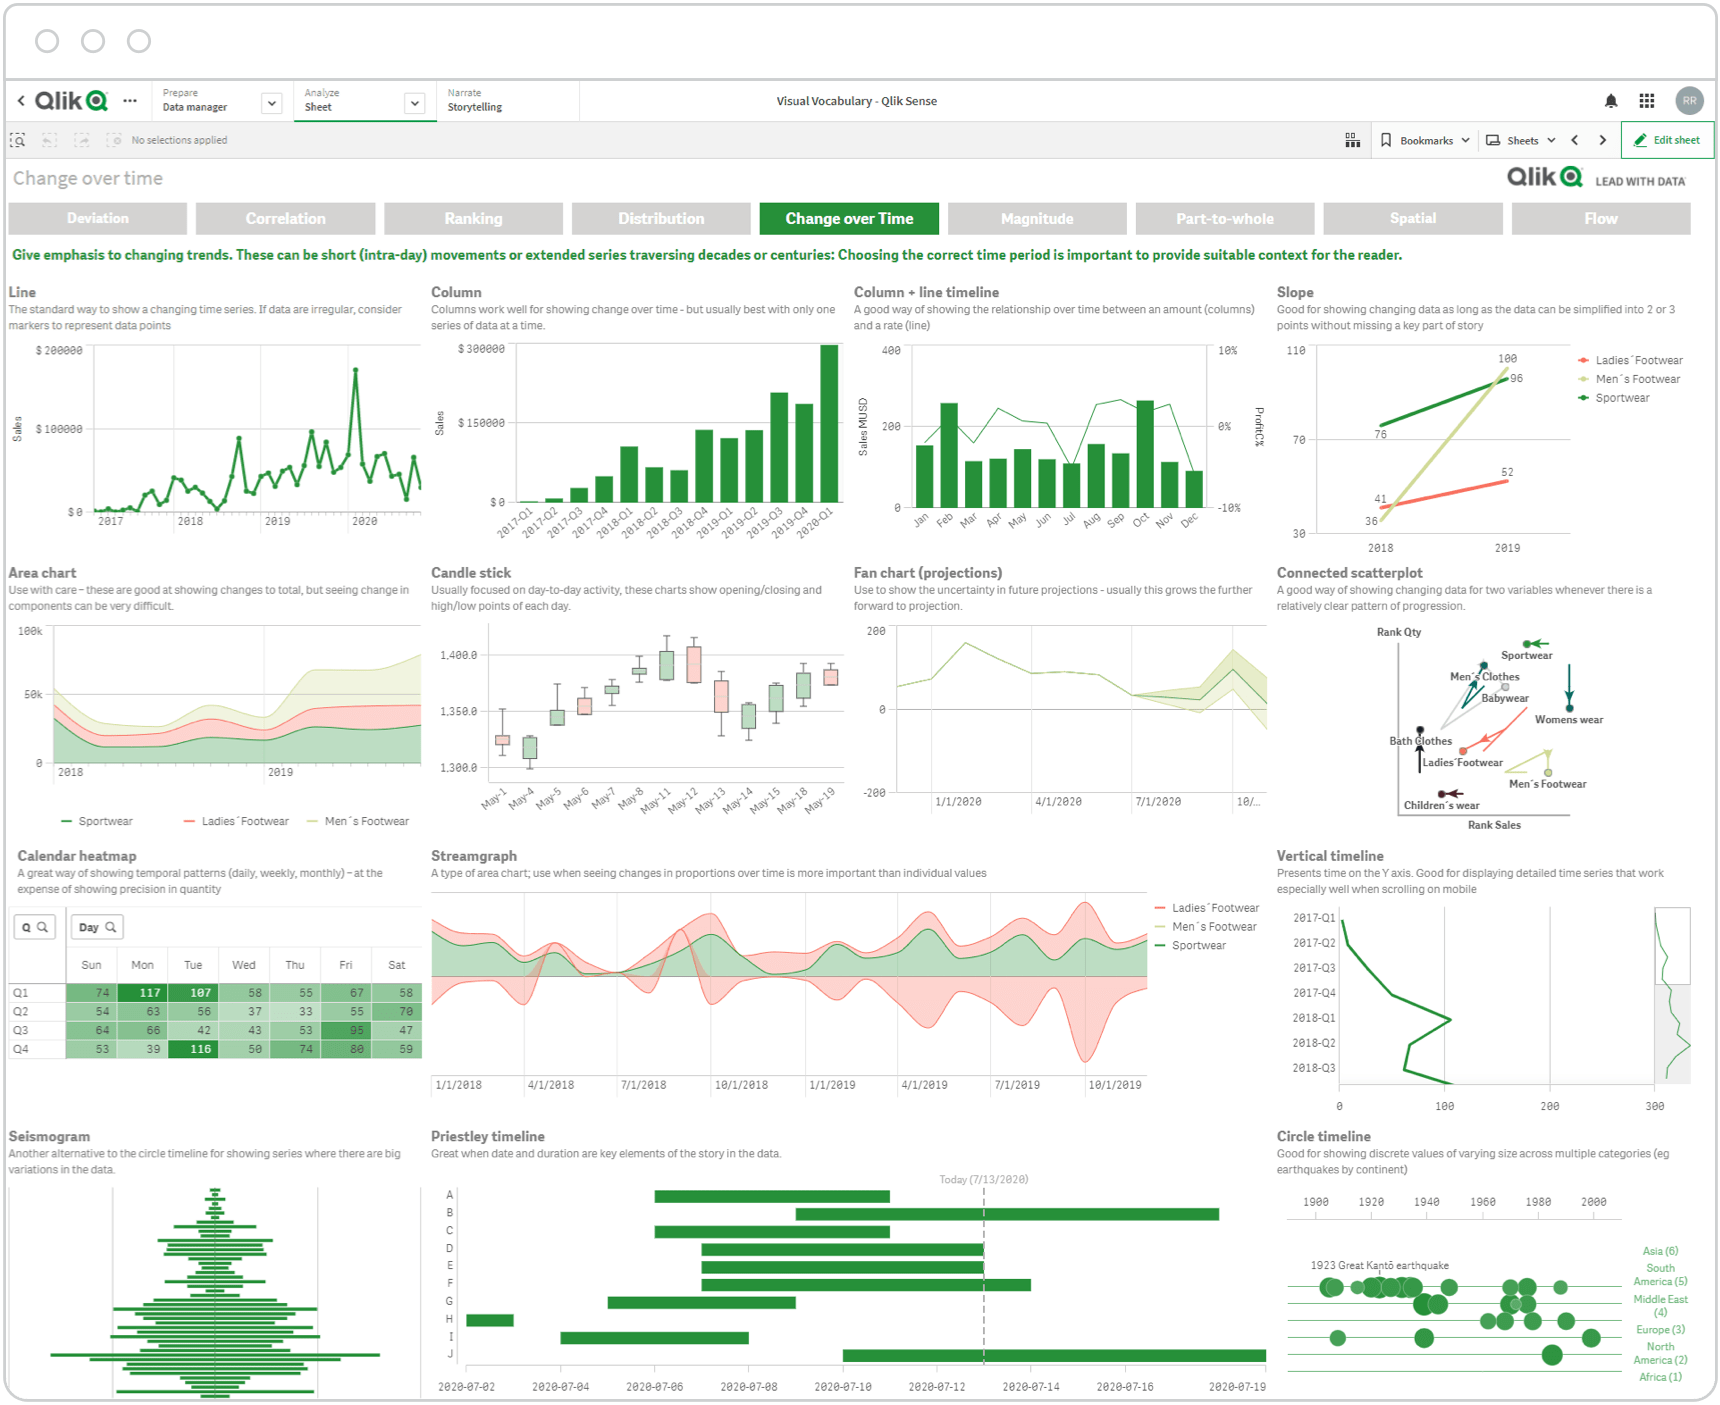 Qlik
Prepare
Data manager
Analyze
Sheet
Narrate
Storytelling
Visual Vocabulary - Qlik Sense
RR
No selections applied
Bookmarks
Sheets
Edit sheet
Change over time
Qlik LEAD WITH DATA
Deviation
Correlation
Ranking
Distribution
Change over Time
Magnitude
Part-to-whole
Spatial
Flow
Give emphasis to changing trends. These can be short (intra-day) movements or extended series traversing decades or centuries: Choosing the correct time period is important to provide suitable context for the reader.
Line
The standard way to show a changing time series. If data are irregular, consider
markers to represent data points
$ 200000
$ 100000
$ 0
Sales
2017 2018 2019 2020
Column
Columns work well for showing change over time - but usually best with only one
series of data at a time.
$ 300000
$ 150000
$ 0
Sales
2017-Q1 2017-Q2 2017-Q3 2017-Q4 2018-Q1 2018-Q2 2018-Q3 2018-Q4 2019-Q1 2019-Q2 2019-Q3 2019-Q4 2020-Q1
Column + line timeline
A good way of showing the relationship over time between an amount (columns)
and a rate (line)
400
200
0
Sales MUSD
10%
0%
-10%
ProfitC%
Jan Feb Mar Apr May Jun Jul Aug Sep Oct Nov Dec
Slope
Good for showing changing data as long as the data can be simplified into 2 or 3
points without missing a key part of story
110
70
30
100
96
76
52
41
36
2018 2019
Ladies´Footwear
Men´s Footwear
Sportwear
Area chart
Use with care – these are good at showing changes to total, but seeing change in
components can be very difficult.
100k
50k
0
2018 2019
Sportwear Ladies´Footwear Men´s Footwear
Candle stick
Usually focused on day-to-day activity, these charts show opening/closing and
high/low points of each day.
1,400.0
1,350.0
1,300.0
May-1 May-4 May-5 May-6 May-7 May-8 May-11 May-12 May-13 May-14 May-15 May-18 May-19
Fan chart (projections)
Use to show the uncertainty in future projections - usually this grows the further
forward to projection.
200
0
-200
1/1/2020 4/1/2020 7/1/2020 10/...
Connected scatterplot
A good way of showing changing data for two variables whenever there is a
relatively clear pattern of progression.
Rank Qty
Sportwear
Men´s Clothes
Babywear
Womens wear
Bath Clothes
Ladies´Footwear
Men´s Footwear
Children´s wear
Rank Sales
Calendar heatmap
A great way of showing temporal patterns (daily, weekly, monthly) – at the
expense of showing precision in quantity
Q Day
Sun Mon Tue Wed Thu Fri Sat
Q1 74 117 107 58 55 67 58
Q2 54 63 56 37 33 55 70
Q3 64 66 42 43 53 95 47
Q4 53 39 116 50 74 80 59
Streamgraph
A type of area chart; use when seeing changes in proportions over time is more important than individual values
Ladies´Footwear
Men´s Footwear
Sportwear
1/1/2018 4/1/2018 7/1/2018 10/1/2018 1/1/2019 4/1/2019 7/1/2019 10/1/2019
Vertical timeline
Presents time on the Y axis. Good for displaying detailed time series that work
especially well when scrolling on mobile
2017-Q1
2017-Q2
2017-Q3
2017-Q4
2018-Q1
2018-Q2
2018-Q3
0 100 200 300
Seismogram
Another alternative to the circle timeline for showing series where there are big
variations in the data.
Priestley timeline
Great when date and duration are key elements of the story in the data.
Today (7/13/2020)
A
B
C
D
E
F
G
H
I
J
2020-07-02 2020-07-04 2020-07-06 2020-07-08 2020-07-10 2020-07-12 2020-07-14 2020-07-16 2020-07-19
Circle timeline
Good for showing discrete values of varying size across multiple categories (eg
earthquakes by continent)
1900 1920 1940 1960 1980 2000
1923 Great Kantō earthquake
Asia (6)
South
America (5)
Middle East
(4)
Europe (3)
North
America (2)
Africa (1)